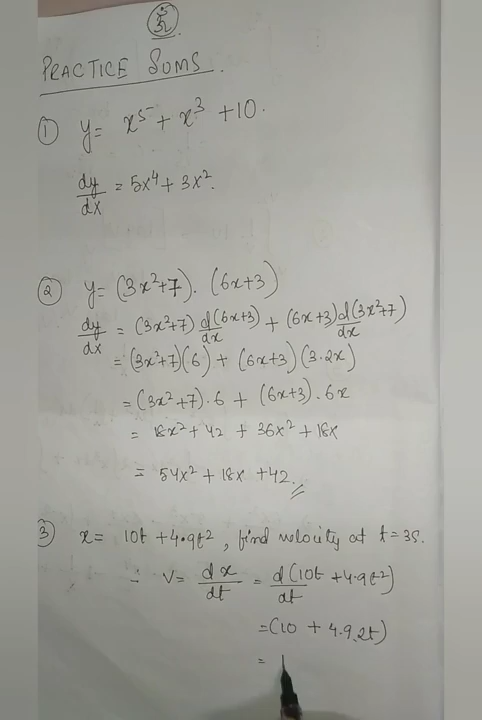 PRACTICE SUMS.
① y = x⁵ + x³ + 10.
dy/dx = 5x⁴ + 3x².
② y = (3x²+7). (6x+3)
dy/dx = (3x²+7) d(6x+3)/dx + (6x+3) d(3x²+7)/dx
= (3x²+7)(6) + (6x+3)(3.2x)
= (3x²+7).6 + (6x+3).6x
= 18x² + 42 + 36x² + 18x
= 54x² + 18x + 42.
③ x = 10t + 4.9t², find velocity at t = 3s.
∴ V = dx/dt = d(10t + 4.9t²)/dt
= (10 + 4.9.2t)
=